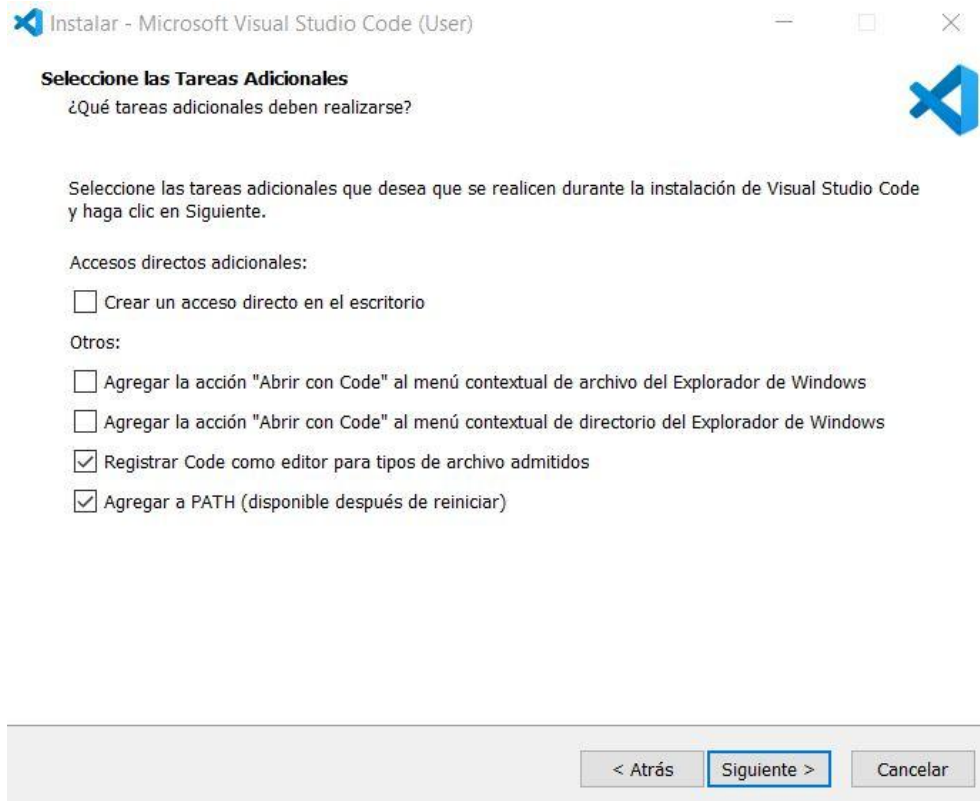 Instalar - Microsoft Visual Studio Code (User)
Seleccione las Tareas Adicionales
¿Qué tareas adicionales deben realizarse?
Seleccione las tareas adicionales que desea que se realicen durante la instalación de Visual Studio Code
y haga clic en Siguiente.
Accesos directos adicionales:
Crear un acceso directo en el escritorio
Otros:
Agregar la acción "Abrir con Code" al menú contextual de archivo del Explorador de Windows
Agregar la acción "Abrir con Code" al menú contextual de directorio del Explorador de Windows
Registrar Code como editor para tipos de archivo admitidos
Agregar a PATH (disponible después de reiniciar)
< Atrás Siguiente > Cancelar